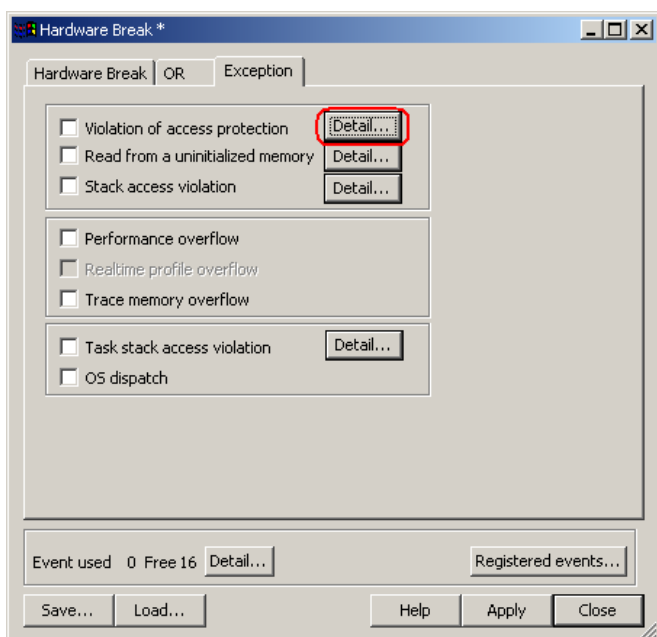 Hardware Break *
Hardware Break OR Exception
Violation of access protection Detail...
Read from a uninitialized memory Detail...
Stack access violation Detail...
Performance overflow
Realtime profile overflow
Trace memory overflow
Task stack access violation Detail...
OS dispatch
Event used 0 Free 16 Detail... Registered events...
Save... Load... Help Apply Close